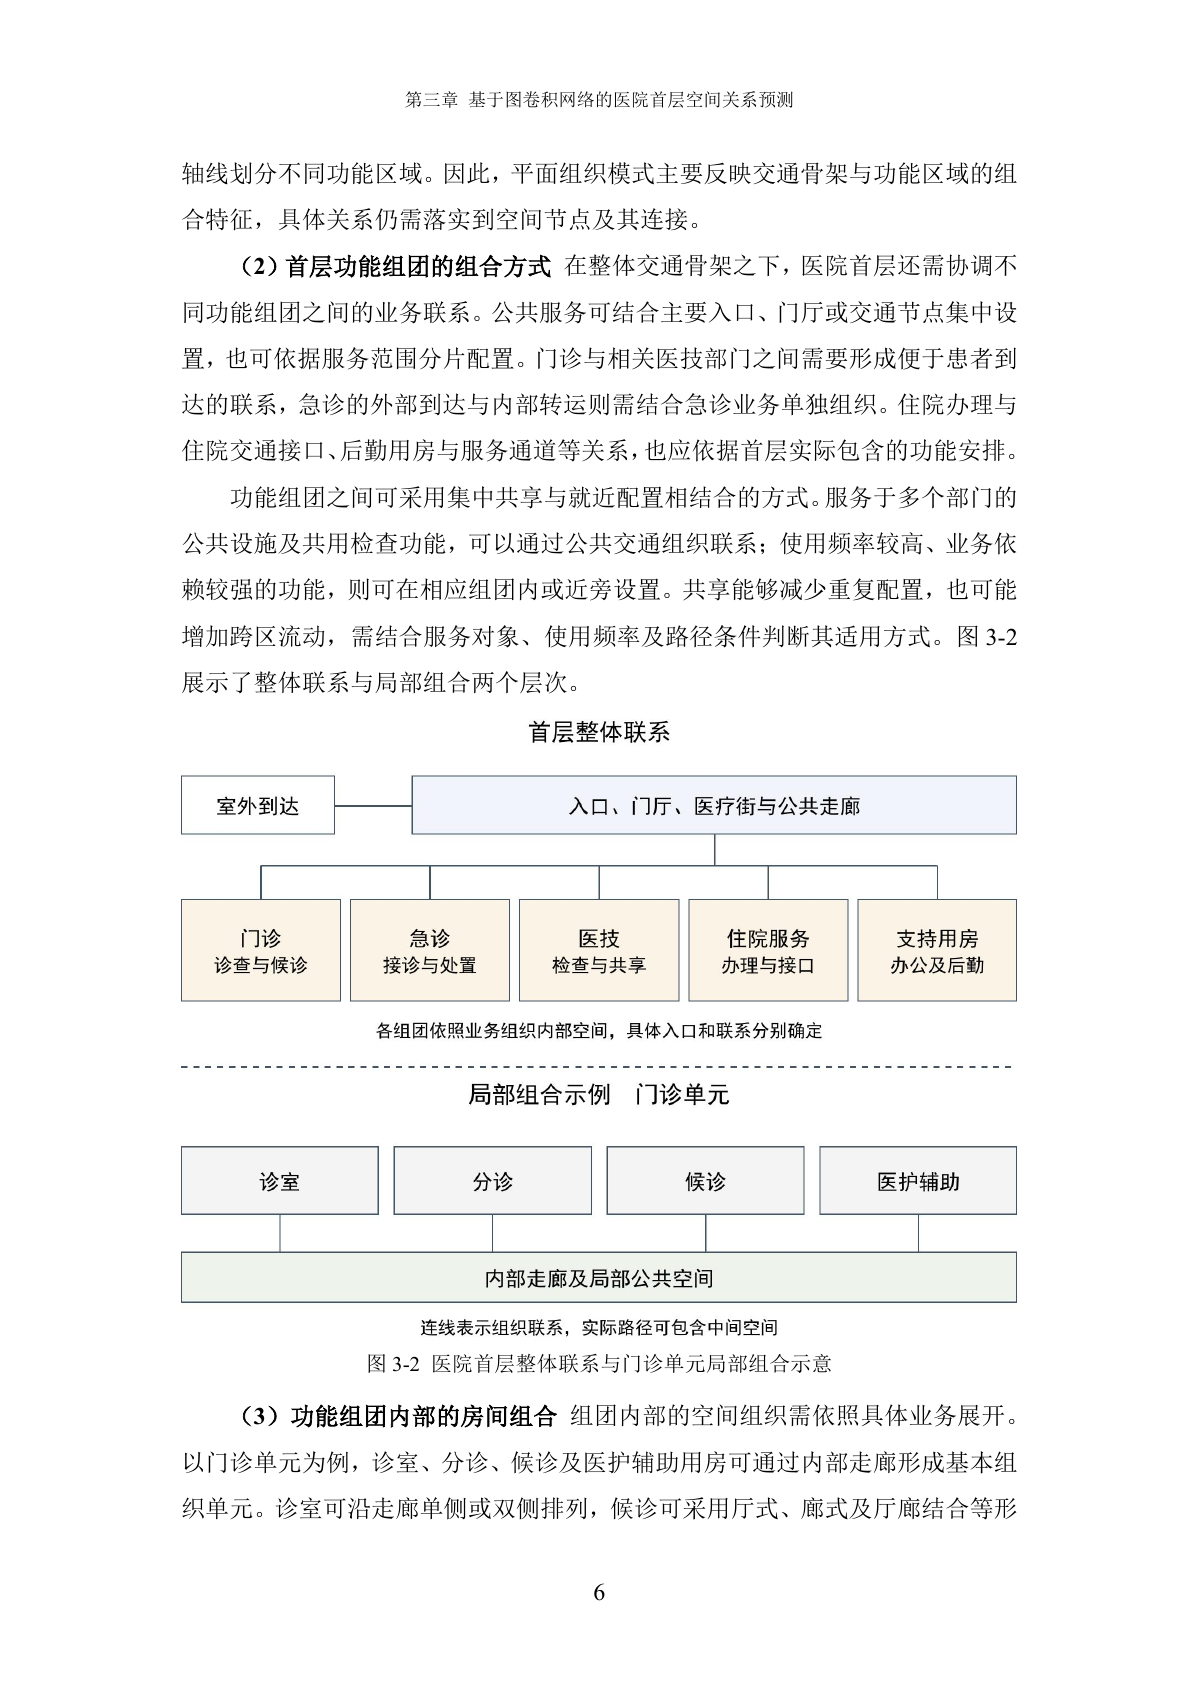 第三章 基于图卷积网络的医院首层空间关系预测
轴线划分不同功能区域。因此，平面组织模式主要反映交通骨架与功能区域的组
合特征，具体关系仍需落实到空间节点及其连接。
（2）首层功能组团的组合方式 在整体交通骨架之下，医院首层还需协调不
同功能组团之间的业务联系。公共服务可结合主要入口、门厅或交通节点集中设
置，也可依据服务范围分片配置。门诊与相关医技部门之间需要形成便于患者到
达的联系，急诊的外部到达与内部转运则需结合急诊业务单独组织。住院办理与
住院交通接口、后勤用房与服务通道等关系，也应依据首层实际包含的功能安排。
功能组团之间可采用集中共享与就近配置相结合的方式。服务于多个部门的
公共设施及共用检查功能，可以通过公共交通组织联系；使用频率较高、业务依
赖较强的功能，则可在相应组团内或近旁设置。共享能够减少重复配置，也可能
增加跨区流动，需结合服务对象、使用频率及路径条件判断其适用方式。图 3-2
展示了整体联系与局部组合两个层次。
首层整体联系
室外到达
入口、门厅、医疗街与公共走廊
门诊
诊查与候诊
急诊
接诊与处置
医技
检查与共享
住院服务
办理与接口
支持用房
办公及后勤
各组团依照业务组织内部空间，具体入口和联系分别确定
局部组合示例 门诊单元
诊室
分诊
候诊
医护辅助
内部走廊及局部公共空间
连线表示组织联系，实际路径可包含中间空间
图 3-2 医院首层整体联系与门诊单元局部组合示意
（3）功能组团内部的房间组合 组团内部的空间组织需依照具体业务展开。
以门诊单元为例，诊室、分诊、候诊及医护辅助用房可通过内部走廊形成基本组
织单元。诊室可沿走廊单侧或双侧排列，候诊可采用厅式、廊式及厅廊结合等形
6